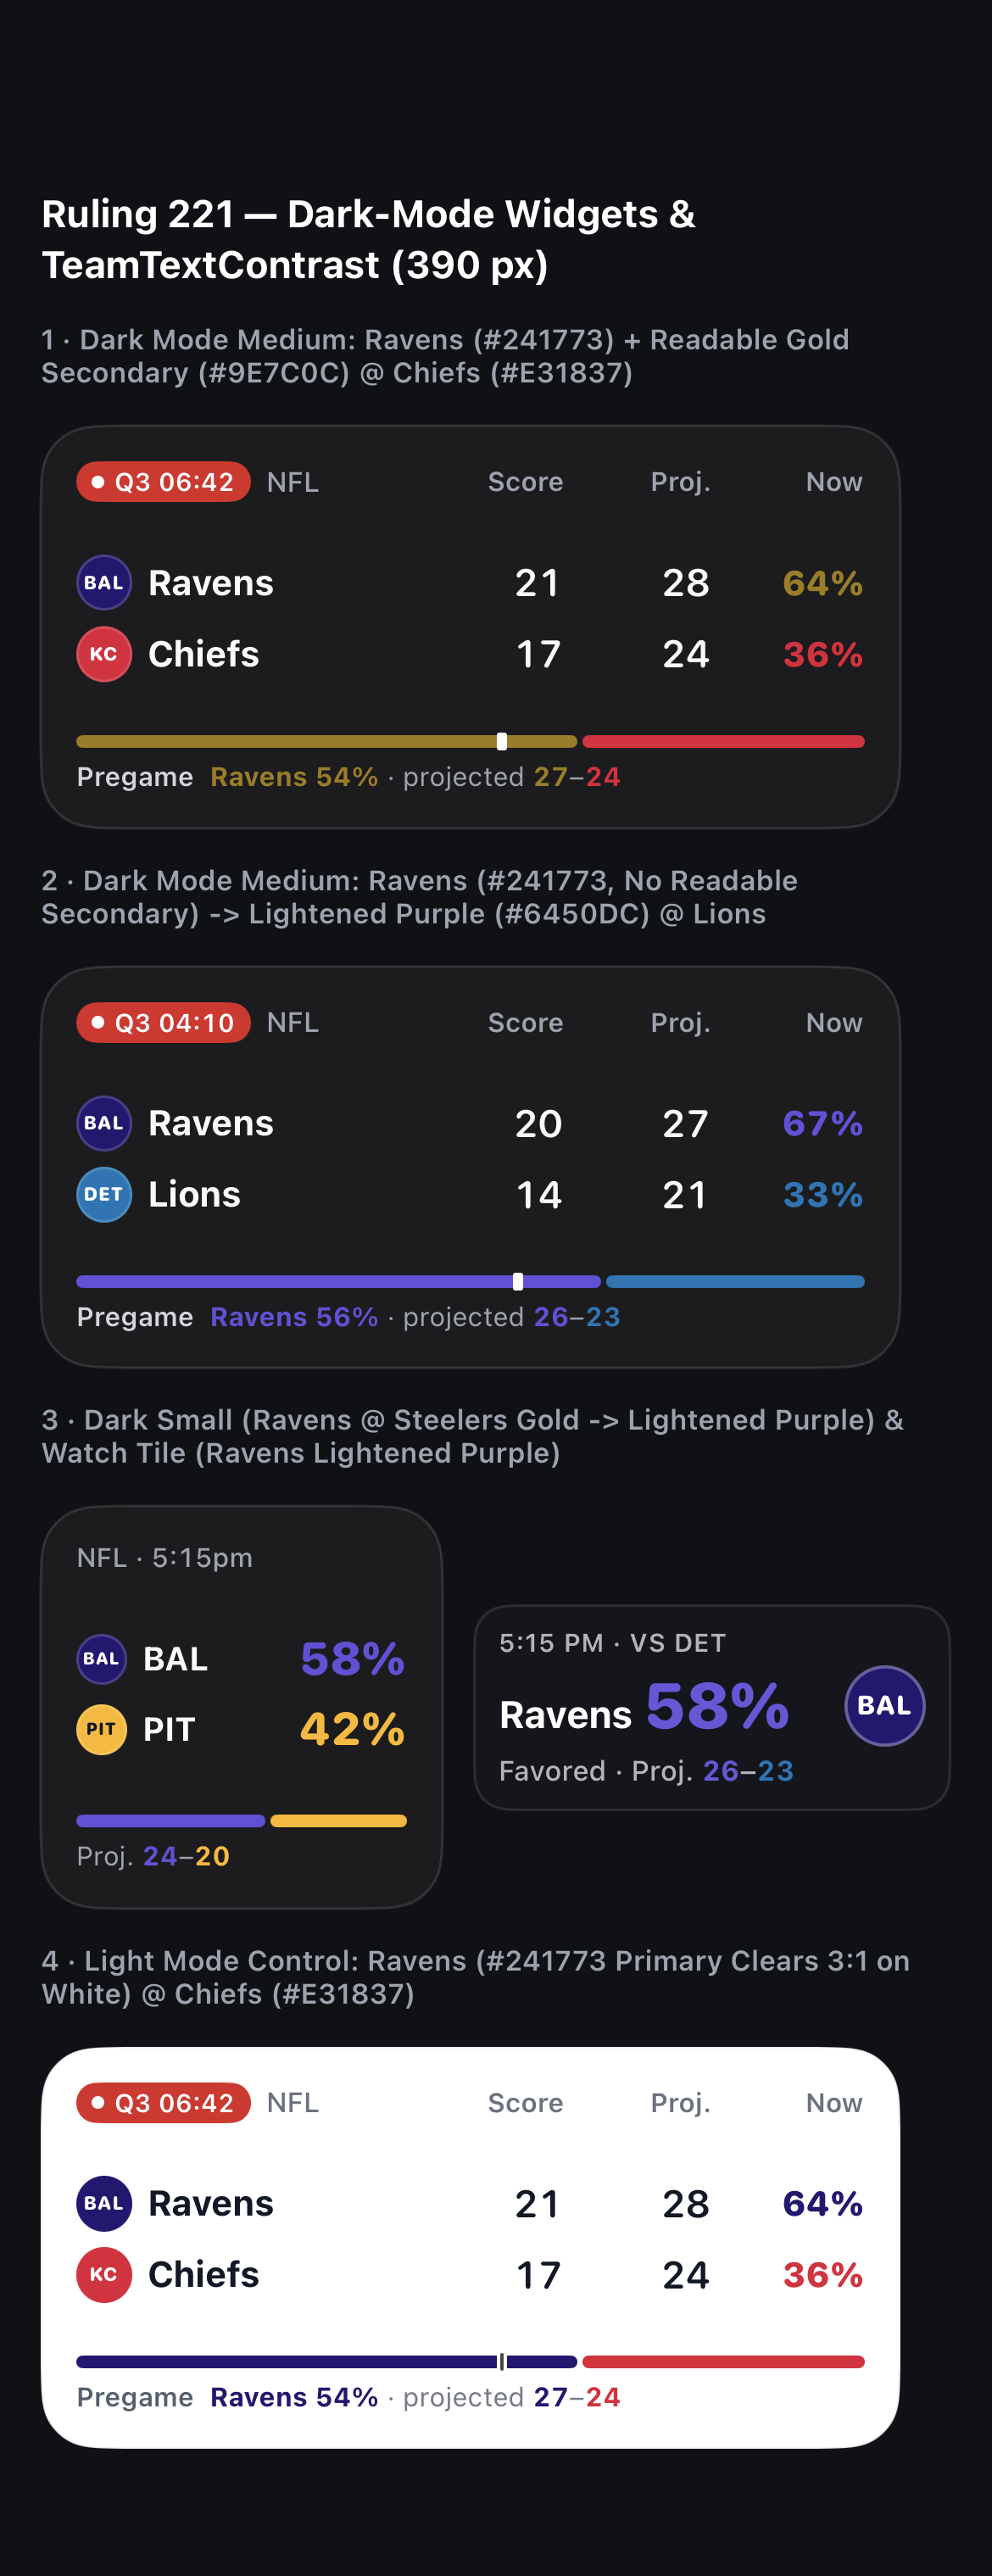 Ruling 221 — Dark-Mode Widgets &
TeamTextContrast (390 px)
1 · Dark Mode Medium: Ravens (#241773) + Readable Gold
Secondary (#9E7C0C) @ Chiefs (#E31837)
Q3 06:42 NFL Score Proj. Now
BAL Ravens 21 28 64%
KC Chiefs 17 24 36%
Pregame Ravens 54% · projected 27–24
2 · Dark Mode Medium: Ravens (#241773, No Readable
Secondary) -> Lightened Purple (#6450DC) @ Lions
Q3 04:10 NFL Score Proj. Now
BAL Ravens 20 27 67%
DET Lions 14 21 33%
Pregame Ravens 56% · projected 26–23
3 · Dark Small (Ravens @ Steelers Gold -> Lightened Purple) &
Watch Tile (Ravens Lightened Purple)
NFL · 5:15pm
BAL BAL 58%
PIT PIT 42%
Proj. 24–20
5:15 PM · VS DET
Ravens 58% BAL
Favored · Proj. 26–23
4 · Light Mode Control: Ravens (#241773 Primary Clears 3:1 on
White) @ Chiefs (#E31837)
Q3 06:42 NFL Score Proj. Now
BAL Ravens 21 28 64%
KC Chiefs 17 24 36%
Pregame Ravens 54% · projected 27–24